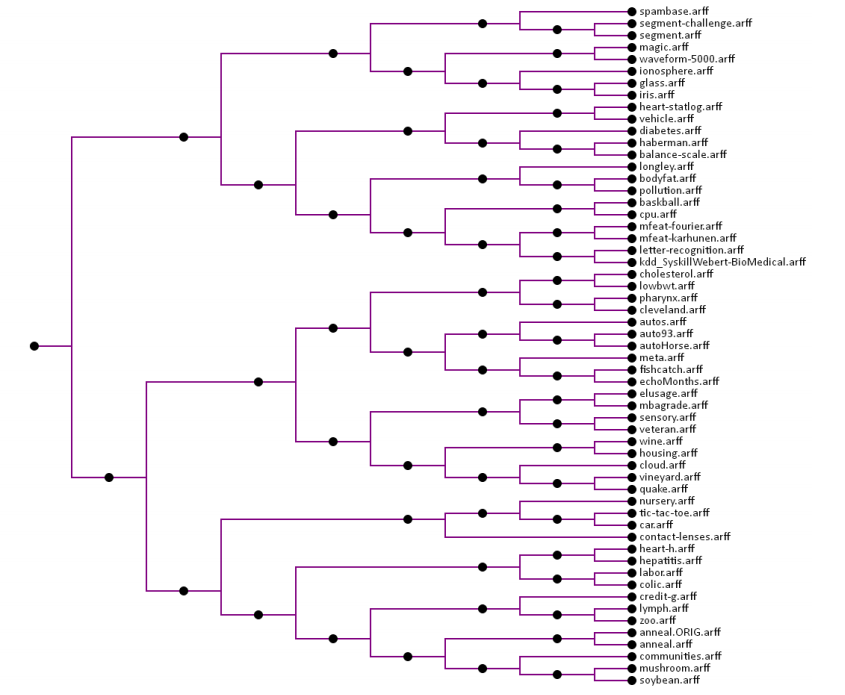 spambase.arff
segment-challenge.arff
segment.arff
magic.arff
waveform-5000.arff
ionosphere.arff
glass.arff
iris.arff
heart-statlog.arff
vehicle.arff
diabetes.arff
haberman.arff
balance-scale.arff
longley.arff
bodyfat.arff
pollution.arff
baskball.arff
cpu.arff
mfeat-fourier.arff
mfeat-karhunen.arff
letter-recognition.arff
kdd_SyskillWebert-BioMedical.arff
cholesterol.arff
lowbwt.arff
pharynx.arff
cleveland.arff
autos.arff
auto93.arff
autoHorse.arff
meta.arff
fishcatch.arff
echoMonths.arff
elusage.arff
mbagrade.arff
sensory.arff
veteran.arff
wine.arff
housing.arff
cloud.arff
vineyard.arff
quake.arff
nursery.arff
tic-tac-toe.arff
car.arff
contact-lenses.arff
heart-h.arff
hepatitis.arff
labor.arff
colic.arff
credit-g.arff
lymph.arff
zoo.arff
anneal.ORIG.arff
anneal.arff
communities.arff
mushroom.arff
soybean.arff